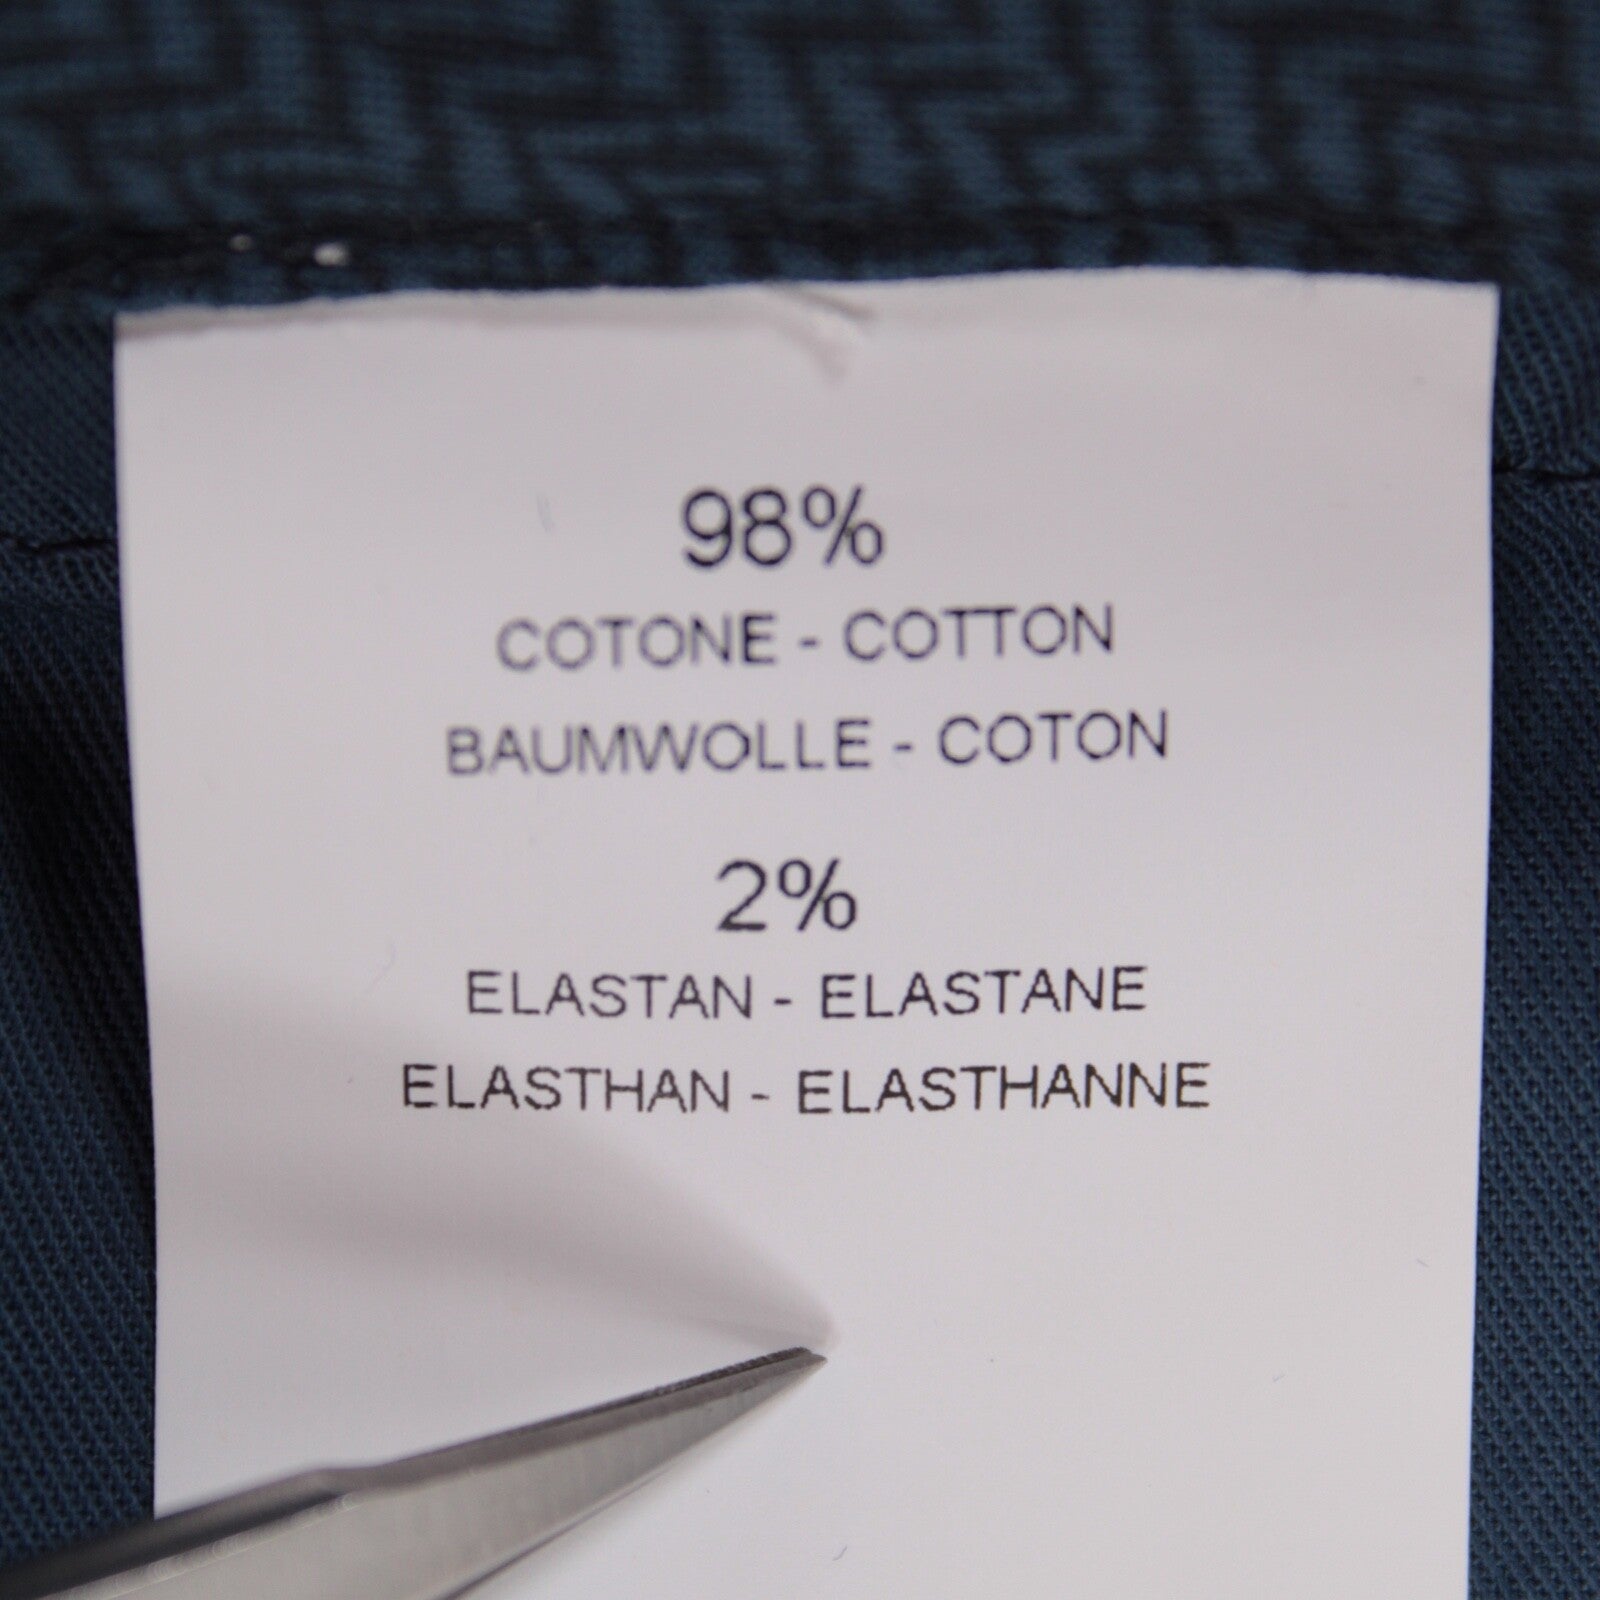 98%
COTONE - COTTON
BAUMWOLLE - COTON
2%
ELASTAN - ELASTANE
ELASTHAN - ELASTHANNE